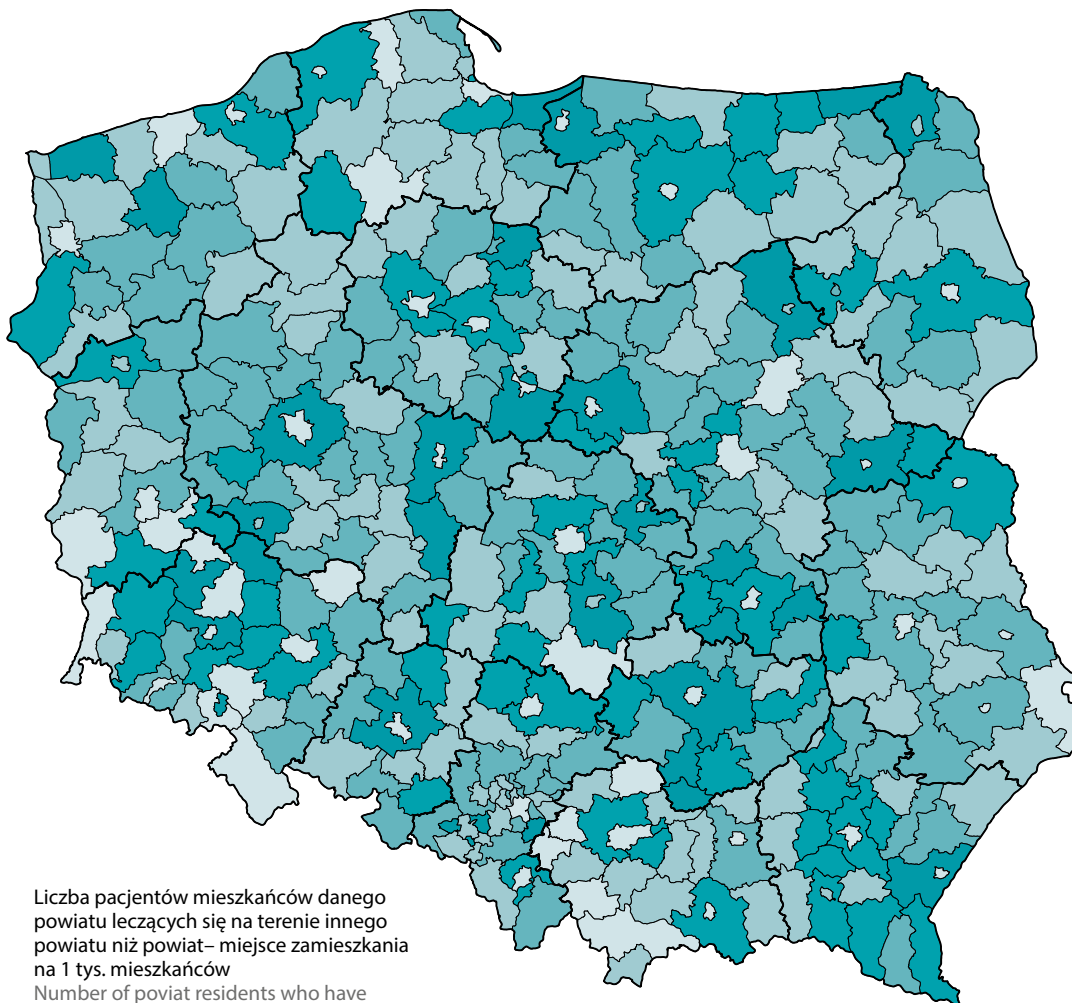 Liczba pacjentów mieszkańców danego
powiatu leczących się na terenie innego
powiatu niż powiat– miejsce zamieszkania
na 1 tys. mieszkańców
Number of poviat residents who have